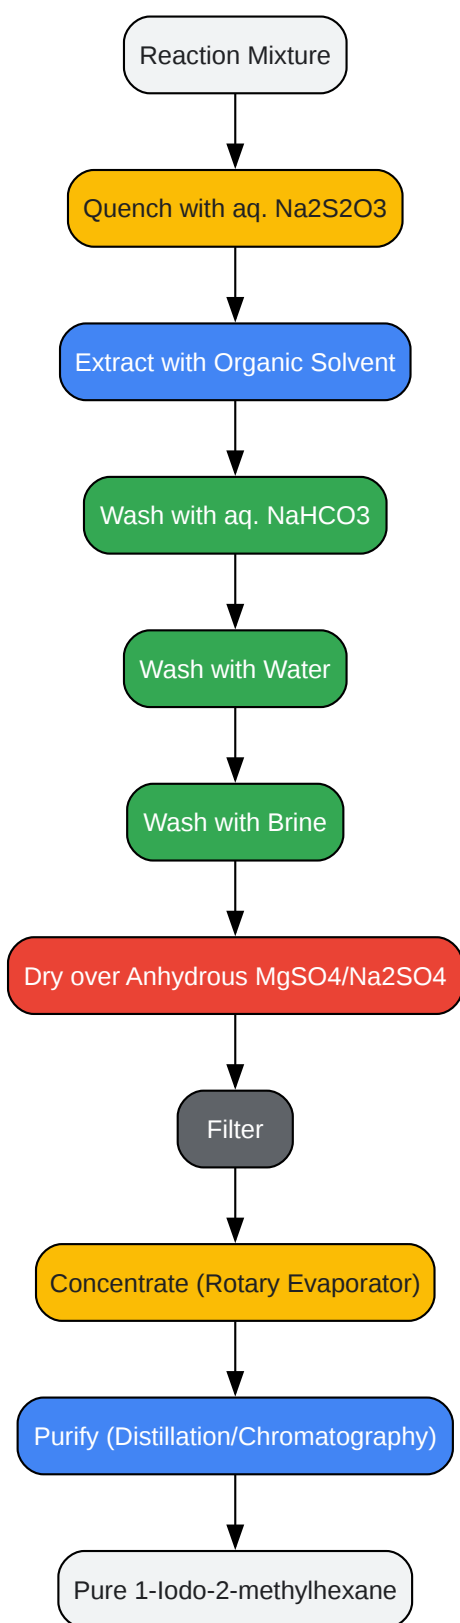 Reaction Mixture
Quench with aq. Na2S2O3
Extract with Organic Solvent
Wash with aq. NaHCO3
Wash with Water
Wash with Brine
Dry over Anhydrous MgSO4/Na2SO4
Filter
Concentrate (Rotary Evaporator)
Purify (Distillation/Chromatography)
Pure 1-Iodo-2-methylhexane